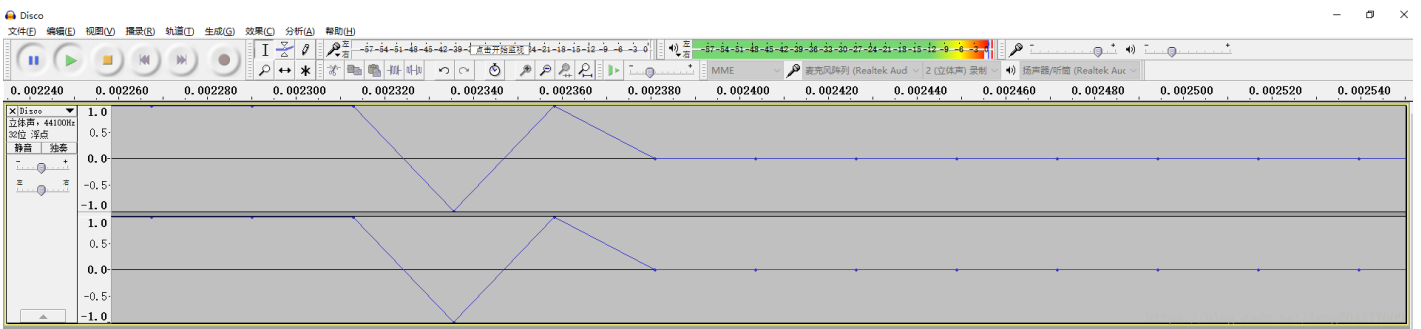 Disco
文件(F) 编辑(E) 视图(V) 播录(R) 轨道(T) 生成(G) 效果(C) 分析(A) 帮助(H)
左 右 -57 -54 -51 -48 -45 -42 -39 点击开始监视 -21 -18 -15 -12 -9 -6 -3 0 左 右 -57 -54 -51 -48 -45 -42 -39 -36 -33 -30 -27 -24 -21 -18 -15 -12 -9 -6 -3 0
MME 麦克风阵列 (Realtek Aud 2 (立体声) 录制 扬声器/听筒 (Realtek Auc
0.002240 0.002260 0.002280 0.002300 0.002320 0.002340 0.002360 0.002380 0.002400 0.002420 0.002440 0.002460 0.002480 0.002500 0.002520 0.002540
Disco
立体声, 44100Hz
32位 浮点
静音 独奏
- +
左 右
1.0
0.5
0.0
-0.5
-1.0
1.0
0.5
0.0
-0.5
-1.0